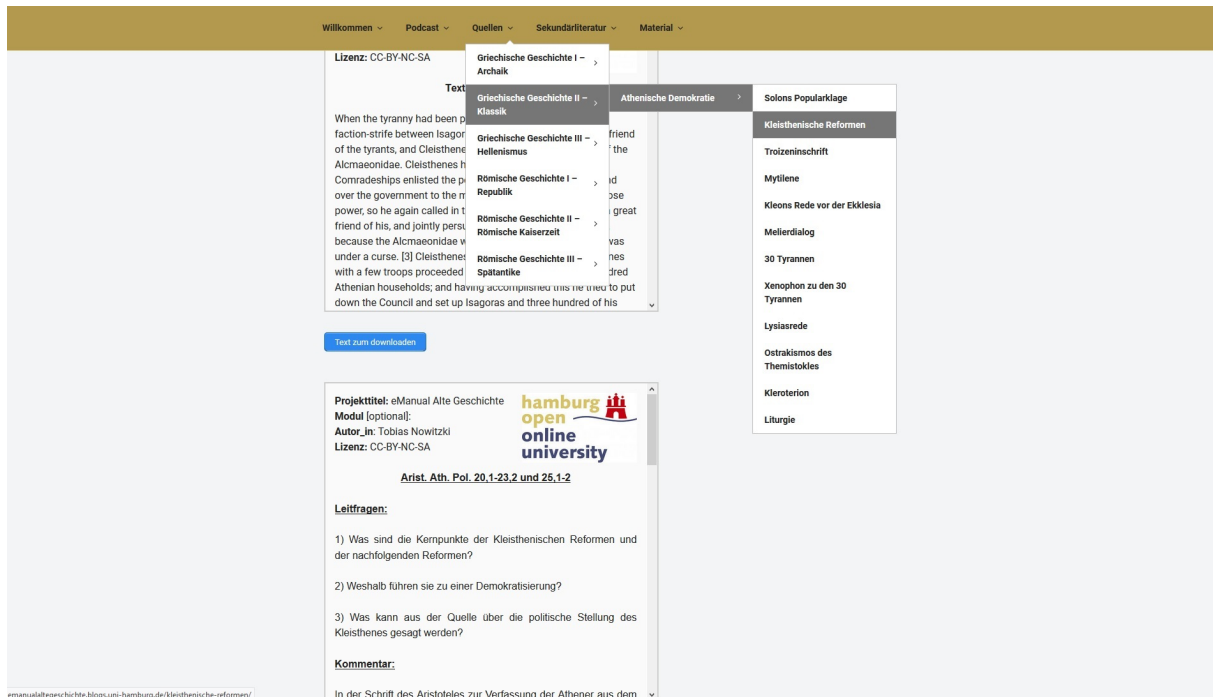 Willkommen Podcast Quellen Sekundärliteratur Material
Lizenz: CC-BY-NC-SA
Text
When the tyranny had been p
faction-strife between Isagor
friend
of the tyrants, and Cleisthene
f the
Alcmaeonidae. Cleisthenes h
Comradeships enlisted the pe
over the government to the m
power, so he again called in t
great
friend of his, and jointly persu
because the Alcmaeonidae w
was
under a curse. [3] Cleisthenes
with a few troops proceeded
Athenian households; and having accomplished this he tried to put
down the Council and set up Isagoras and three hundred of his
Griechische Geschichte I –
Archaik
Griechische Geschichte II –
Klassik
Griechische Geschichte III –
Hellenismus
Römische Geschichte I –
Republik
Römische Geschichte II –
Römische Kaiserzeit
Römische Geschichte III –
Spätantike
Athenische Demokratie
Solons Popularklage
Kleisthenische Reformen
Troizeninschrift
Mytilene
Kleons Rede vor der Ekklesia
Melierdialog
30 Tyrannen
Xenophon zu den 30
Tyrannen
Lysiasrede
Ostrakismos des
Themistokles
Kleroterion
Liturgie
Text zum downloaden
Projekttitel: eManual Alte Geschichte
Modul [optional]:
Autor_in: Tobias Nowitzki
Lizenz: CC-BY-NC-SA
hamburg
open
online
university
Arist. Ath. Pol. 20,1-23,2 und 25,1-2
Leitfragen:
1) Was sind die Kernpunkte der Kleisthenischen Reformen und
der nachfolgenden Reformen?
2) Weshalb führen sie zu einer Demokratisierung?
3) Was kann aus der Quelle über die politische Stellung des
Kleisthenes gesagt werden?
Kommentar:
In der Schrift des Aristoteles zur Verfassung der Athener aus dem
emanualaltegeschichte.blogs.uni-hamburg.de/kleisthenische-reformen/